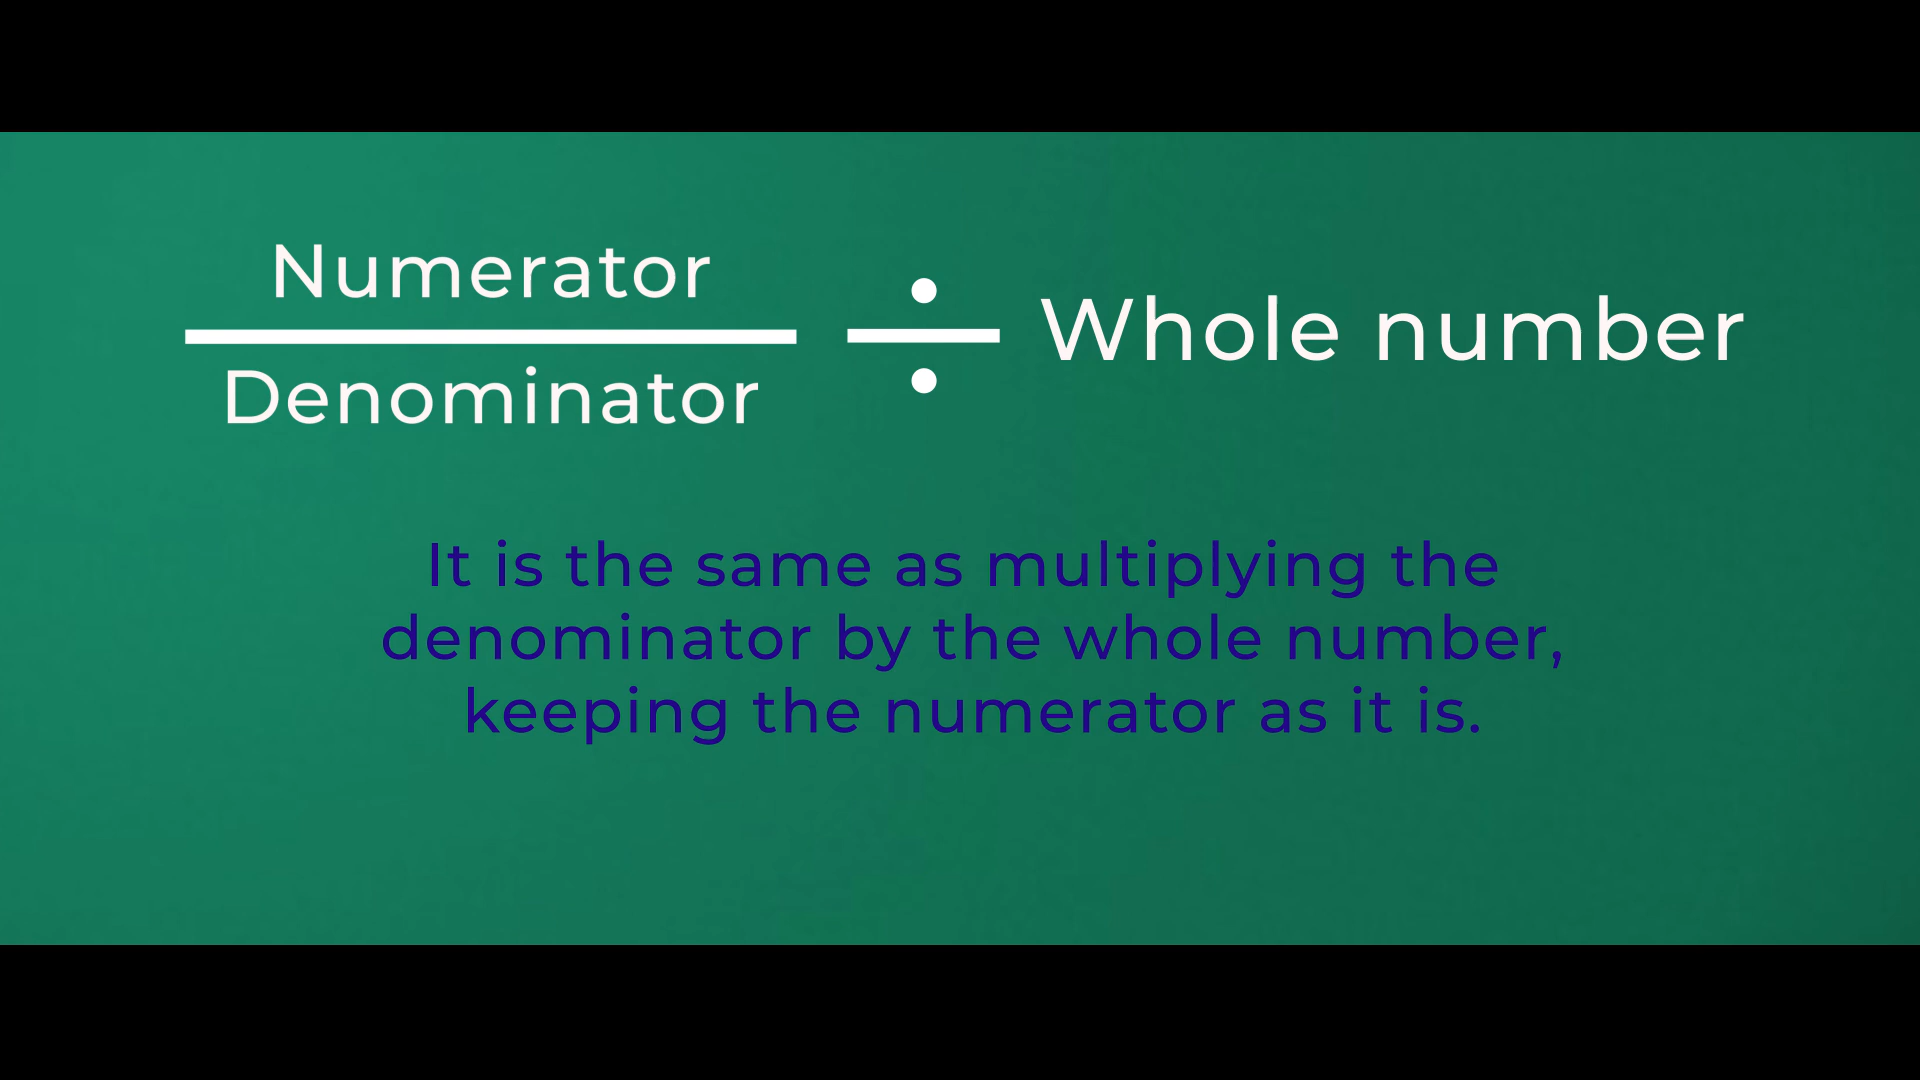 Numerator
Denominator
÷ Whole number
It is the same as multiplying the
denominator by the whole number,
keeping the numerator as it is.